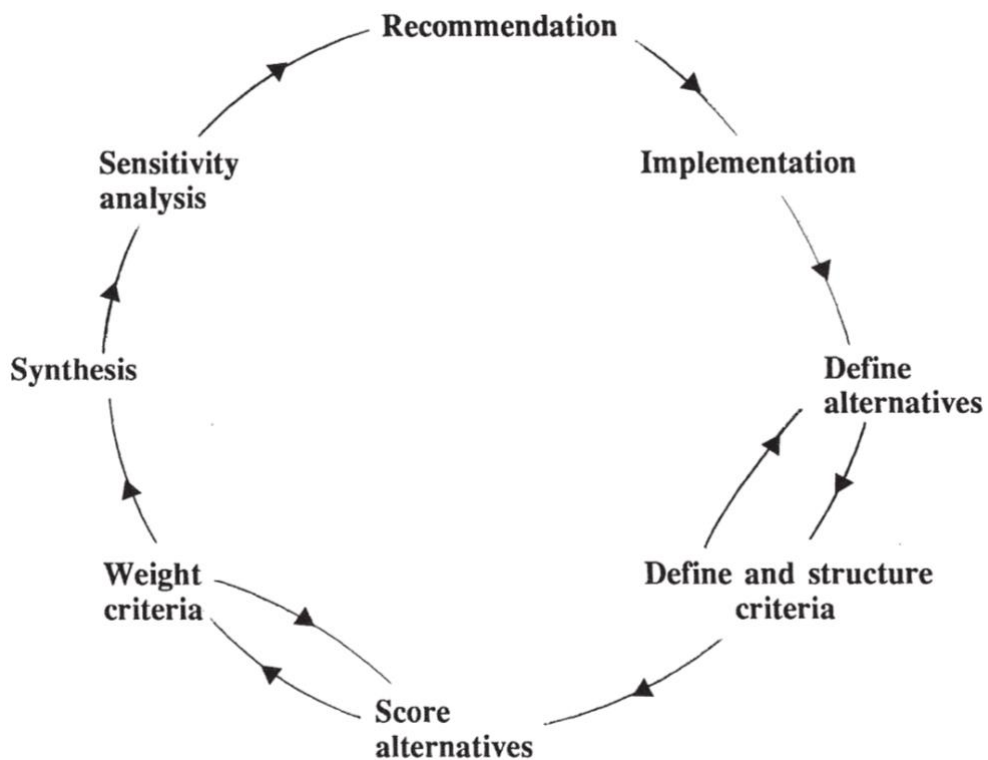 Recommendation
Implementation
Define
alternatives
Define and structure
criteria
Score
alternatives
Weight
criteria
Synthesis
Sensitivity
analysis